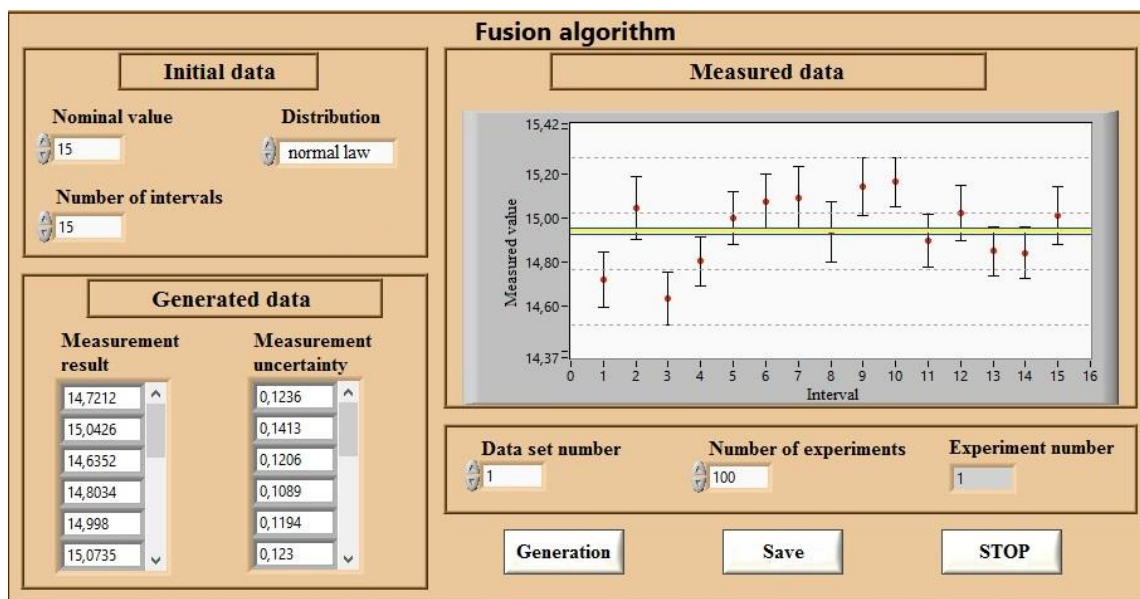 Fusion algorithm
Initial data
Nominal value
15
Distribution
normal law
Number of intervals
15
Generated data
Measurement result
14,7212
15,0426
14,6352
14,8034
14,998
15,0735
Measurement uncertainty
0,1236
0,1413
0,1206
0,1089
0,1194
0,123
Measured data
Measured value
15,42
15,20
15,00
14,80
14,60
14,37
0 1 2 3 4 5 6 7 8 9 10 11 12 13 14 15 16
Interval
Data set number
1
Number of experiments
100
Experiment number
1
Generation
Save
STOP